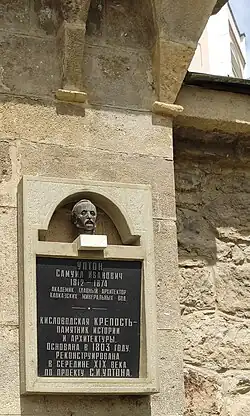 УПТОН
САМУИЛ ИВАНОВИЧ
1812 - 1874
АКАДЕМИК, ГЛАВНЫЙ АРХИТЕКТОР
КАВКАЗСКИХ МИНЕРАЛЬНЫХ ВОД
КИСЛОВОДСКАЯ КРЕПОСТЬ-
ПАМЯТНИК ИСТОРИИ
И АРХИТЕКТУРЫ.
ОСНОВАНА В 1803 ГОДУ.
РЕКОНСТРУИРОВАНА
В СЕРЕДИНЕ XIX ВЕКА
ПО ПРОЕКТУ С.И.УПТОНА.